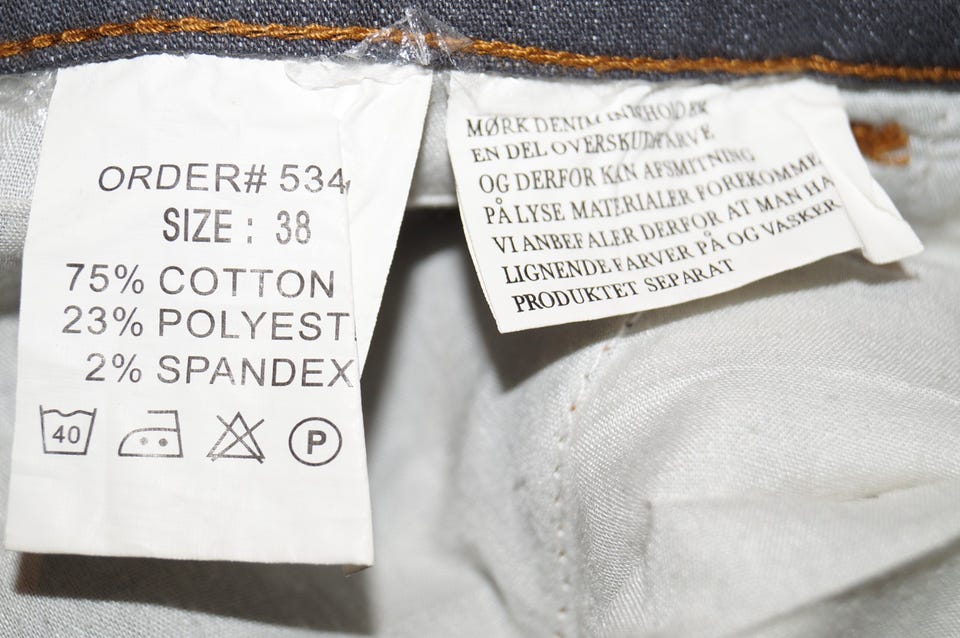 ORDER# 534
SIZE : 38
75% COTTON
23% POLYEST
2% SPANDEX
40
P
MØRK DENIM INDEHOLDER
EN DEL OVERSKUDFARVE
OG DERFOR KAN AFSMITNING
PÅ LYSE MATERIALER FOREKOMME
VI ANBEFALER DERFOR AT MAN HA
LIGNENDE FARVER PÅ OG VASKER
PRODUKTET SEPARAT